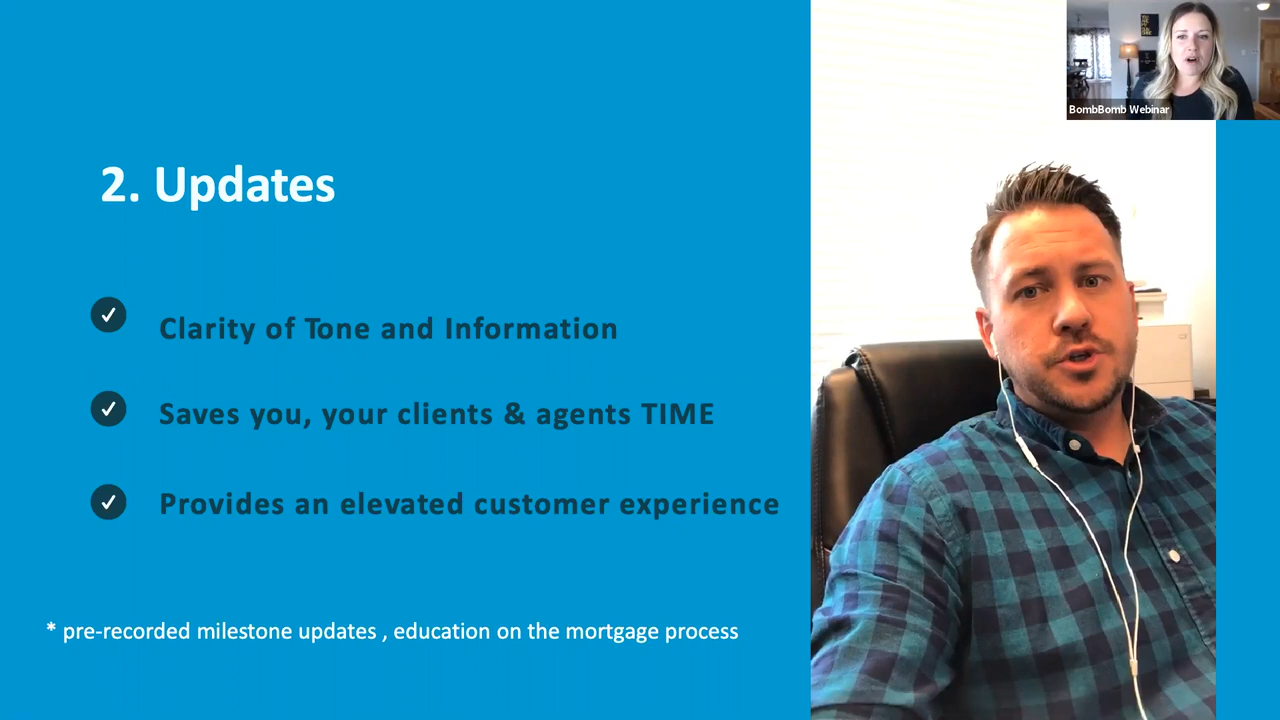 BombBomb Webinar
2. Updates
Clarity of Tone and Information
Saves you, your clients & agents TIME
Provides an elevated customer experience
* pre-recorded milestone updates , education on the mortgage process